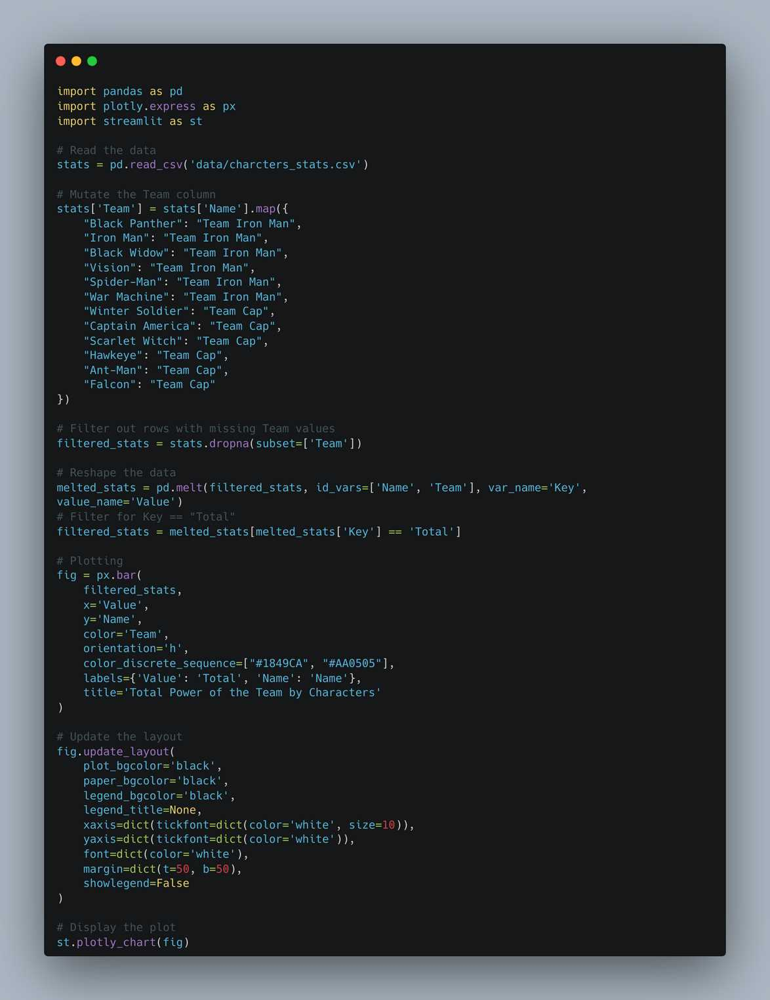 import pandas as pd
import plotly.express as px
import streamlit as st

# Read the data
stats = pd.read_csv('data/charcters_stats.csv')

# Mutate the Team column
stats['Team'] = stats['Name'].map({
    "Black Panther": "Team Iron Man",
    "Iron Man": "Team Iron Man",
    "Black Widow": "Team Iron Man",
    "Vision": "Team Iron Man",
    "Spider-Man": "Team Iron Man",
    "War Machine": "Team Iron Man",
    "Winter Soldier": "Team Cap",
    "Captain America": "Team Cap",
    "Scarlet Witch": "Team Cap",
    "Hawkeye": "Team Cap",
    "Ant-Man": "Team Cap",
    "Falcon": "Team Cap"
})

# Filter out rows with missing Team values
filtered_stats = stats.dropna(subset=['Team'])

# Reshape the data
melted_stats = pd.melt(filtered_stats, id_vars=['Name', 'Team'], var_name='Key',
value_name='Value')
# Filter for Key == "Total"
filtered_stats = melted_stats[melted_stats['Key'] == 'Total']

# Plotting
fig = px.bar(
    filtered_stats,
    x='Value',
    y='Name',
    color='Team',
    orientation='h',
    color_discrete_sequence=["#1849CA", "#AA0505"],
    labels={'Value': 'Total', 'Name': 'Name'},
    title='Total Power of the Team by Characters'
)

# Update the layout
fig.update_layout(
    plot_bgcolor='black',
    paper_bgcolor='black',
    legend_bgcolor='black',
    legend_title=None,
    xaxis=dict(tickfont=dict(color='white', size=10)),
    yaxis=dict(tickfont=dict(color='white')),
    font=dict(color='white'),
    margin=dict(t=50, b=50),
    showlegend=False
)

# Display the plot
st.plotly_chart(fig)